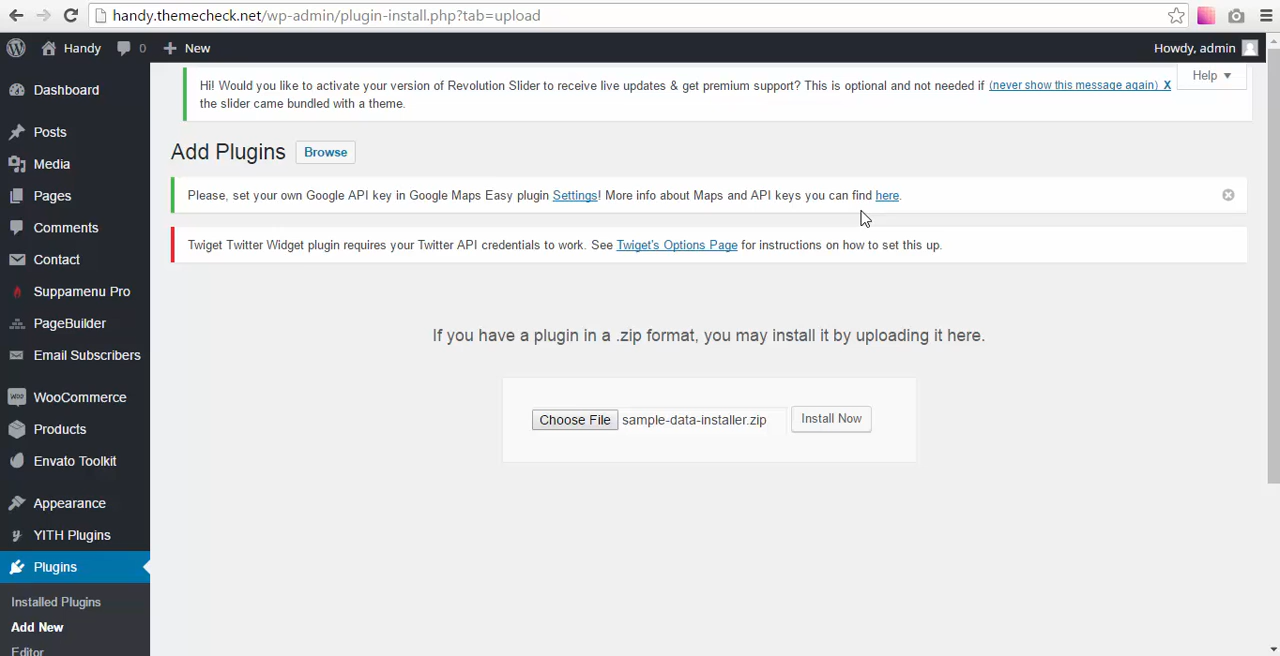 handy.themecheck.net/wp-admin/plugin-install.php?tab=upload
Handy 0 New Howdy, admin
Help
Hi! Would you like to activate your version of Revolution Slider to receive live updates & get premium support? This is optional and not needed if (never show this message again) X
the slider came bundled with a theme.
Add Plugins Browse
Please, set your own Google API key in Google Maps Easy plugin Settings! More info about Maps and API keys you can find here.
Twiget Twitter Widget plugin requires your Twitter API credentials to work. See Twiget's Options Page for instructions on how to set this up.
If you have a plugin in a .zip format, you may install it by uploading it here.
Choose File sample-data-installer.zip Install Now
Dashboard
Posts
Media
Pages
Comments
Contact
Suppamenu Pro
PageBuilder
Email Subscribers
WOO WooCommerce
Products
Envato Toolkit
Appearance
YITH Plugins
Plugins
Installed Plugins
Add New
Editor